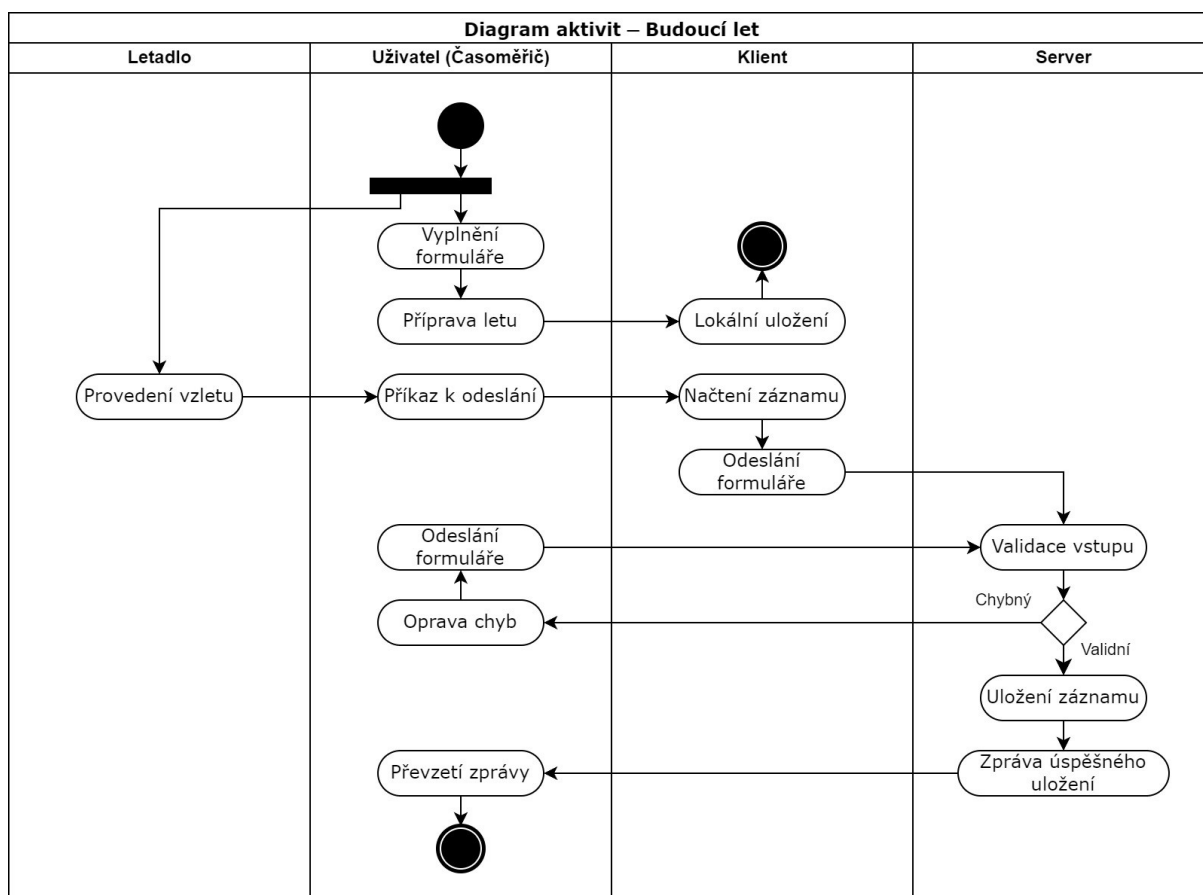 Diagram aktivit – Budoucí let
Letadlo
Uživatel (Časoměřič)
Klient
Server
Vyplnění
formuláře
Příprava letu
Lokální uložení
Provedení vzletu
Příkaz k odeslání
Načtení záznamu
Odeslání
formuláře
Odeslání
formuláře
Validace vstupu
Chybný
Oprava chyb
Validní
Uložení záznamu
Převzetí zprávy
Zpráva úspěšného
uložení